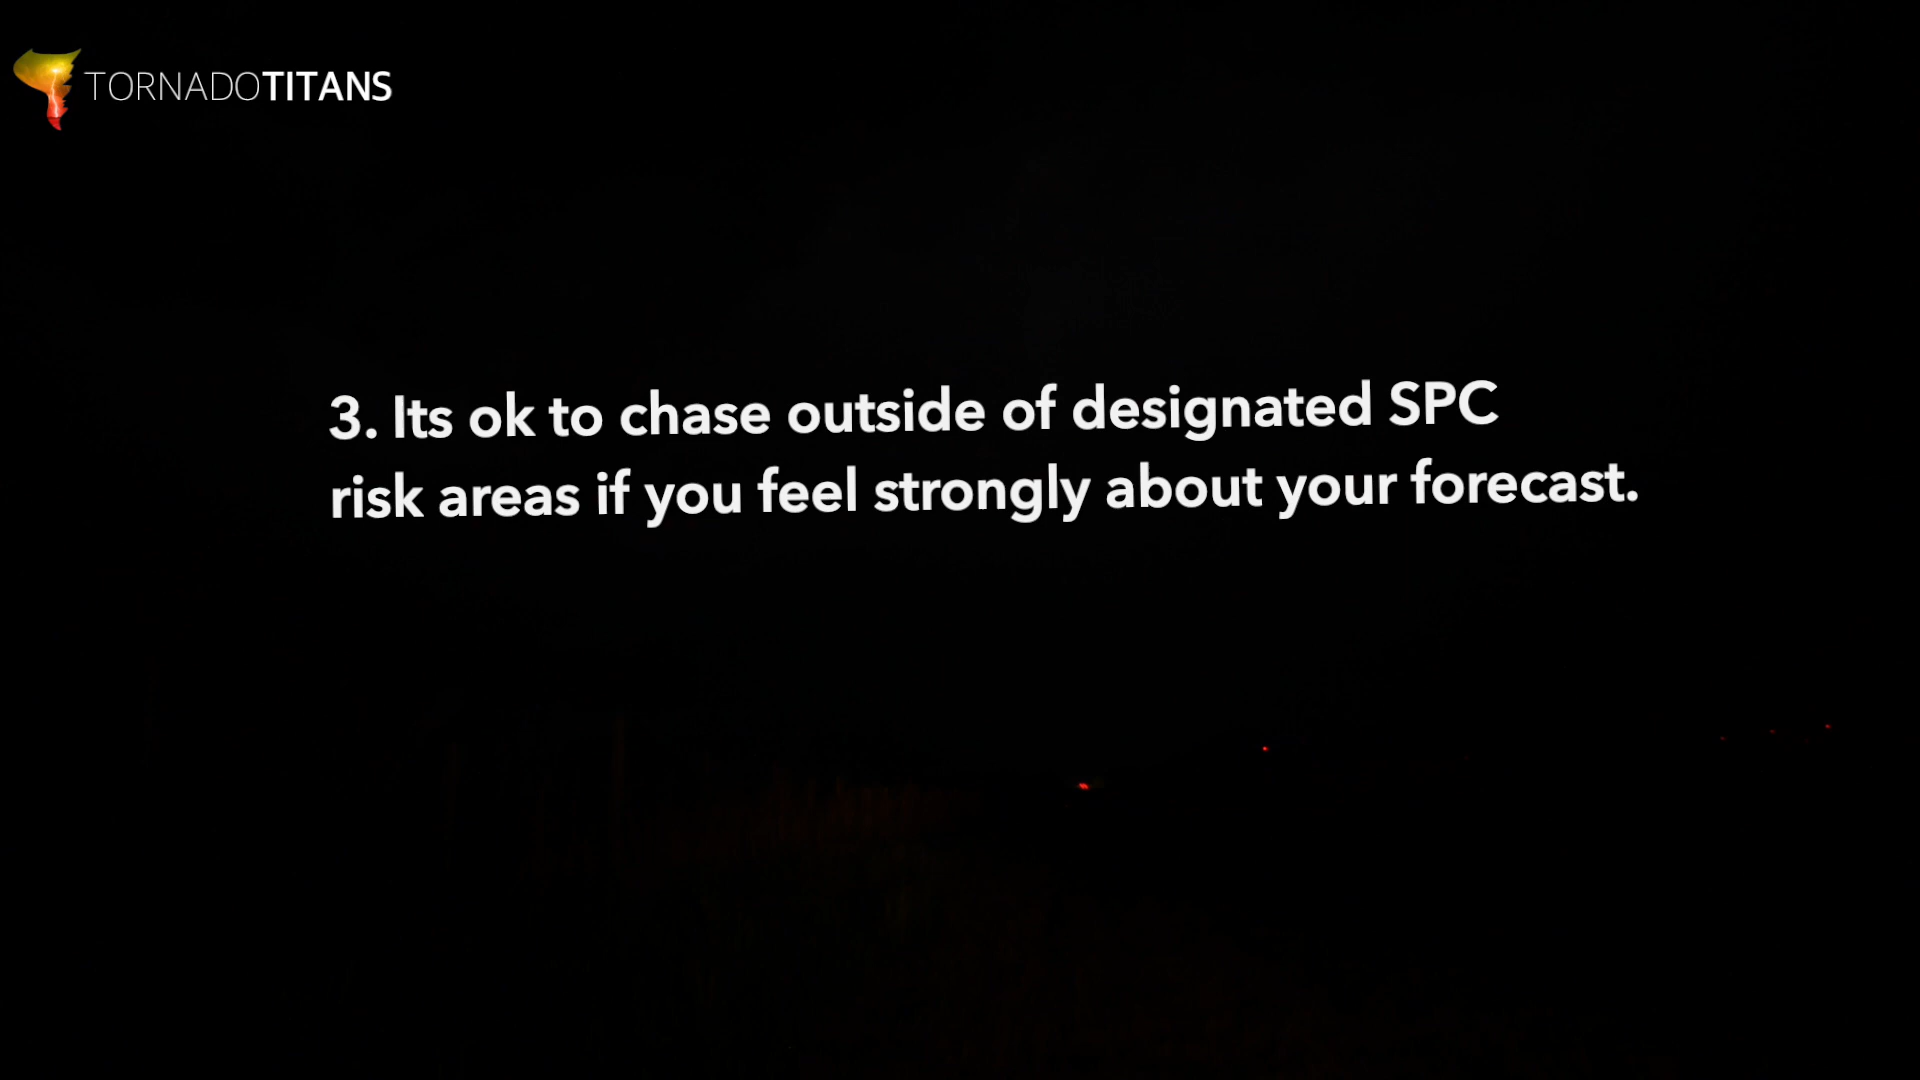 TORNADOTITANS
3. Its ok to chase outside of designated SPC
risk areas if you feel strongly about your forecast.